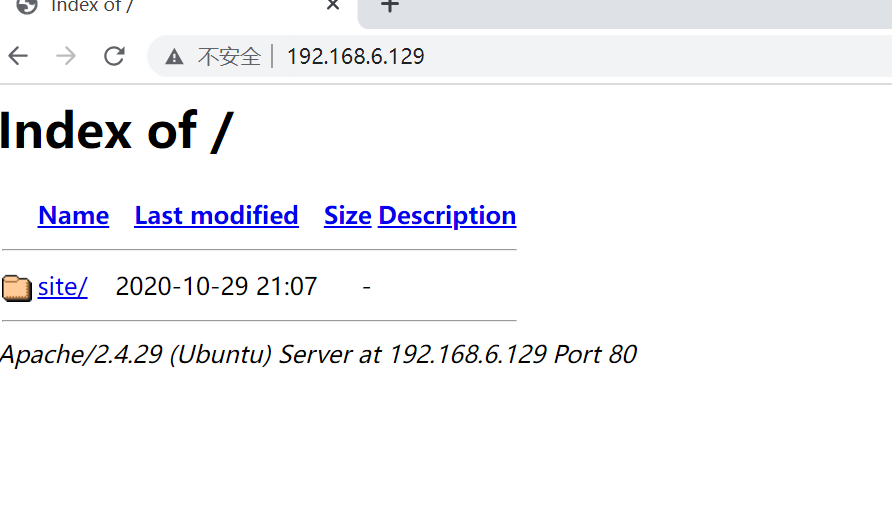 Index of /
不安全 192.168.6.129
Index of /
Name Last modified Size Description
site/ 2020-10-29 21:07 -
Apache/2.4.29 (Ubuntu) Server at 192.168.6.129 Port 80